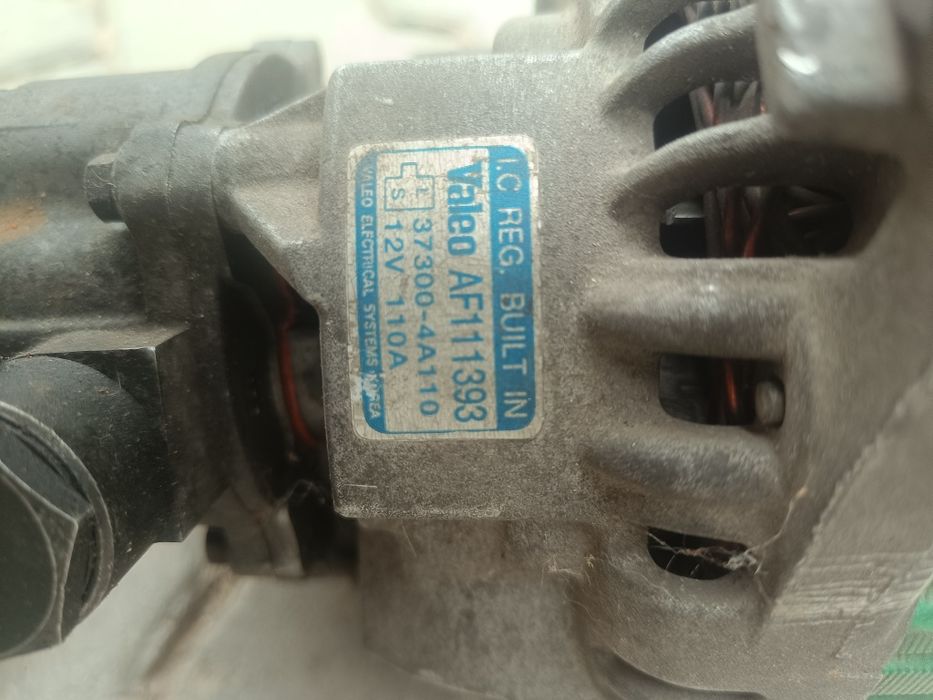 I.C REG. BUILT IN
Valeo AF111393
L 37300-4A110
S 12V 110A
VALEO ELECTRICAL SYSTEMS KOREA